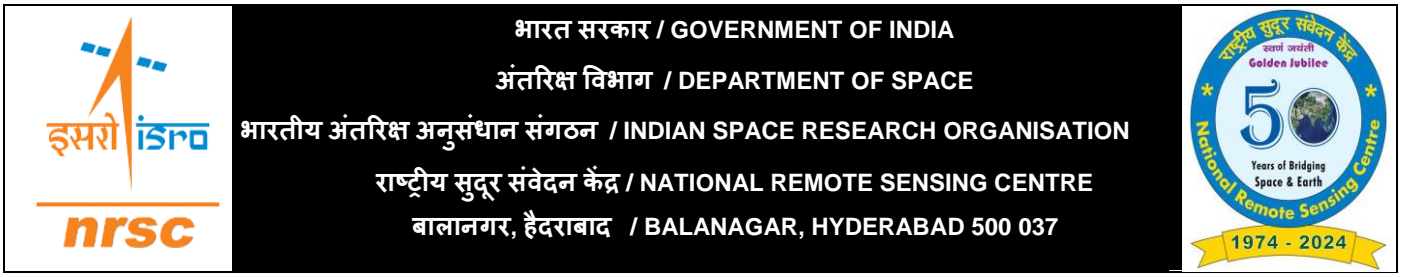 इसरो isro
nrsc
भारत सरकार / GOVERNMENT OF INDIA
अंतरिक्ष विभाग / DEPARTMENT OF SPACE
भारतीय अंतरिक्ष अनुसंधान संगठन / INDIAN SPACE RESEARCH ORGANISATION
राष्ट्रीय सुदूर संवेदन केंद्र / NATIONAL REMOTE SENSING CENTRE
बालानगर, हैदराबाद / BALANAGAR, HYDERABAD 500 037
राष्ट्रीय सुदूर संवेदन केंद्र
स्वर्ण जयंती
Golden Jubilee
50
Years of Bridging
Space & Earth
National Remote Sensing Centre
1974 - 2024